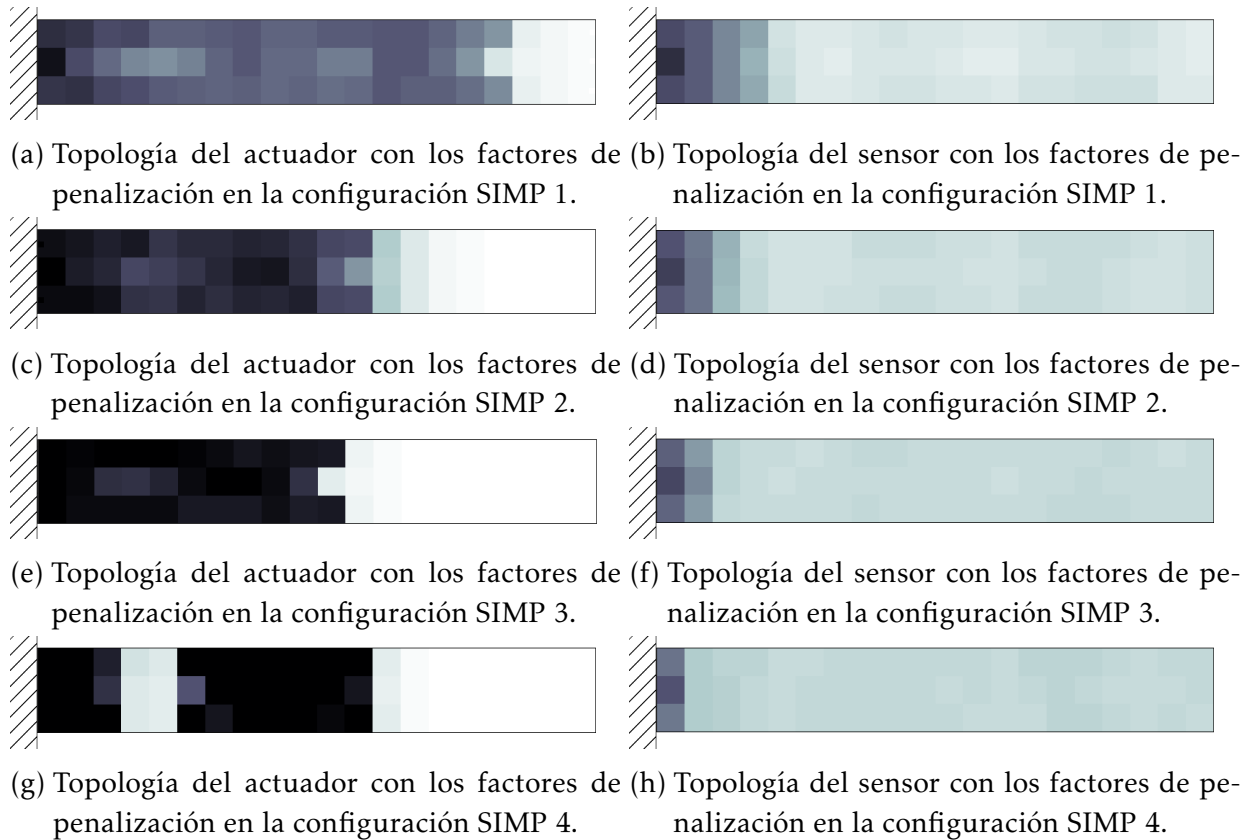 (a) Topología del actuador con los factores de
penalización en la configuración SIMP 1.
(b) Topología del sensor con los factores de pe-
nalización en la configuración SIMP 1.
(c) Topología del actuador con los factores de
penalización en la configuración SIMP 2.
(d) Topología del sensor con los factores de pe-
nalización en la configuración SIMP 2.
(e) Topología del actuador con los factores de
penalización en la configuración SIMP 3.
(f) Topología del sensor con los factores de pe-
nalización en la configuración SIMP 3.
(g) Topología del actuador con los factores de
penalización en la configuración SIMP 4.
(h) Topología del sensor con los factores de pe-
nalización en la configuración SIMP 4.